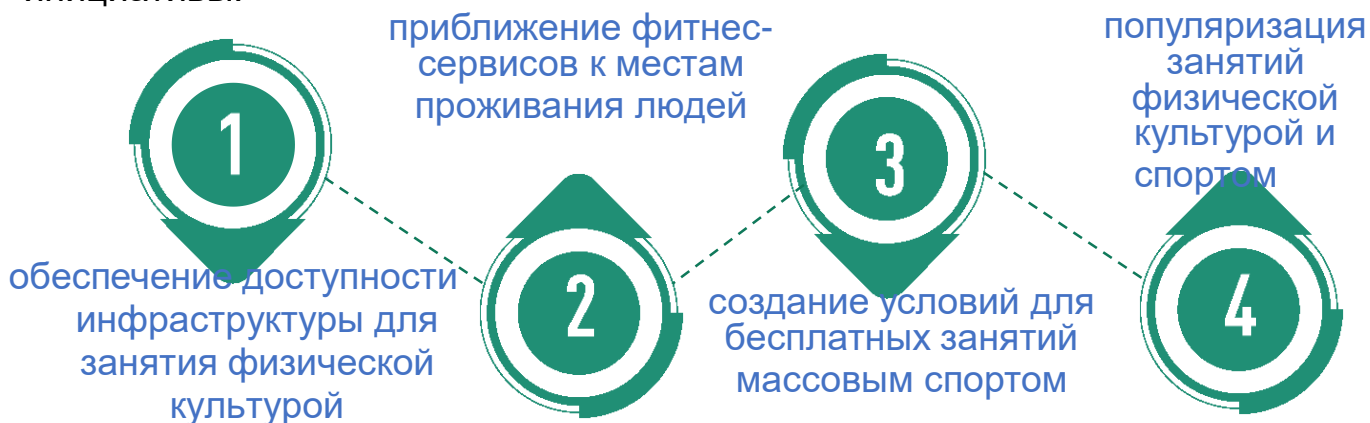 1
обеспечение доступности
инфраструктуры для
занятия физической
культурой
приближение фитнес-
сервисов к местам
проживания людей
2
3
создание условий для
бесплатных занятий
массовым спортом
популяризация
занятий
физической
культурой и
спортом
4